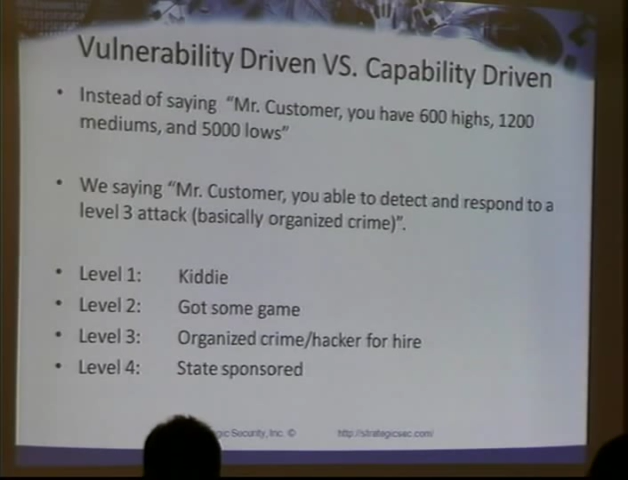 Vulnerability Driven VS. Capability Driven
• Instead of saying "Mr. Customer, you have 600 highs, 1200
mediums, and 5000 lows"
• We saying "Mr. Customer, you able to detect and respond to a
level 3 attack (basically organized crime)".
• Level 1: Kiddie
• Level 2: Got some game
• Level 3: Organized crime/hacker for hire
• Level 4: State sponsored
Security, Inc. © http://strategicsec.com/